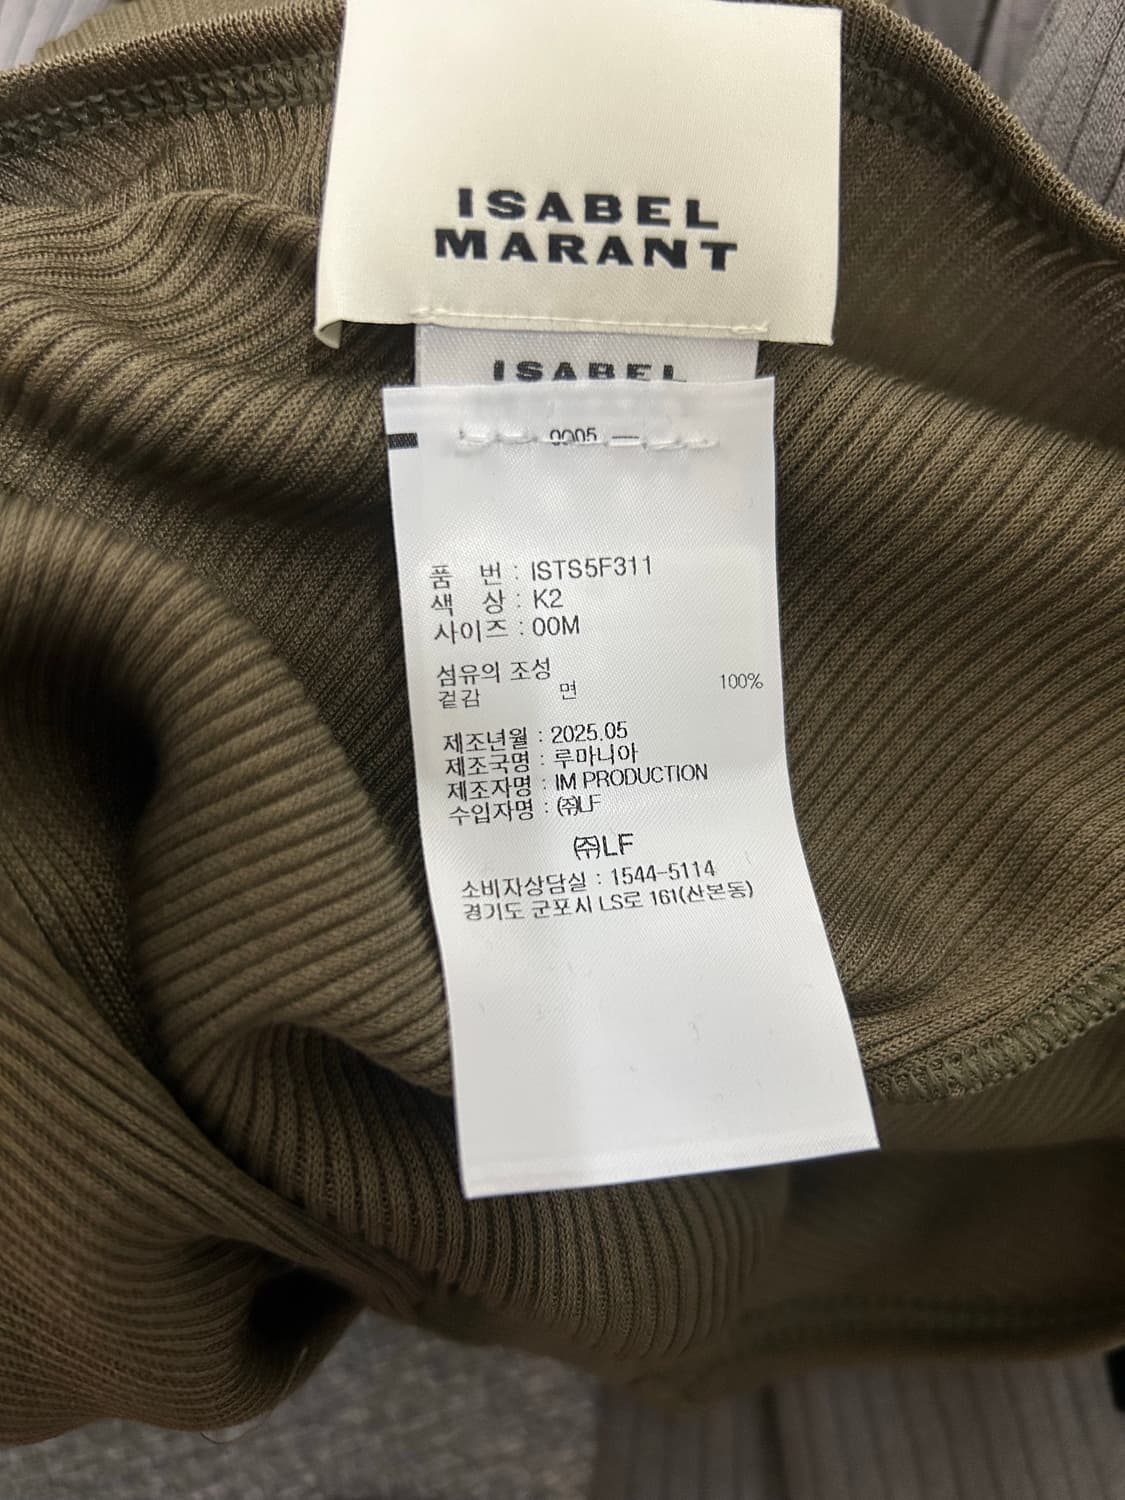 ISABEL
MARANT
ISABEL
0005 —
품 번 : ISTS5F311
색 상 : K2
사이즈 : 00M
섬유의 조성
겉감 면 100%
제조년월 : 2025.05
제조국명 : 루마니아
제조자명 : IM PRODUCTION
수입자명 : ㈜LF
㈜LF
소비자상담실 : 1544-5114
경기도 군포시 LS로 161(산본동)